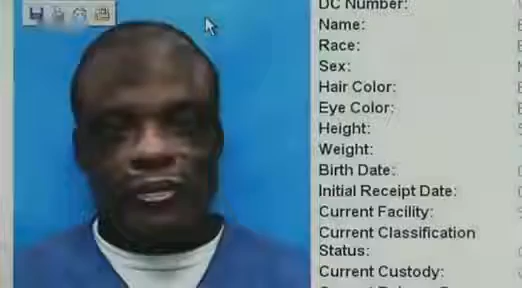 DC Number:
Name:
Race:
Sex:
Hair Color:
Eye Color:
Height:
Weight:
Birth Date:
Initial Receipt Date:
Current Facility:
Current Classification
Status:
Current Custody: